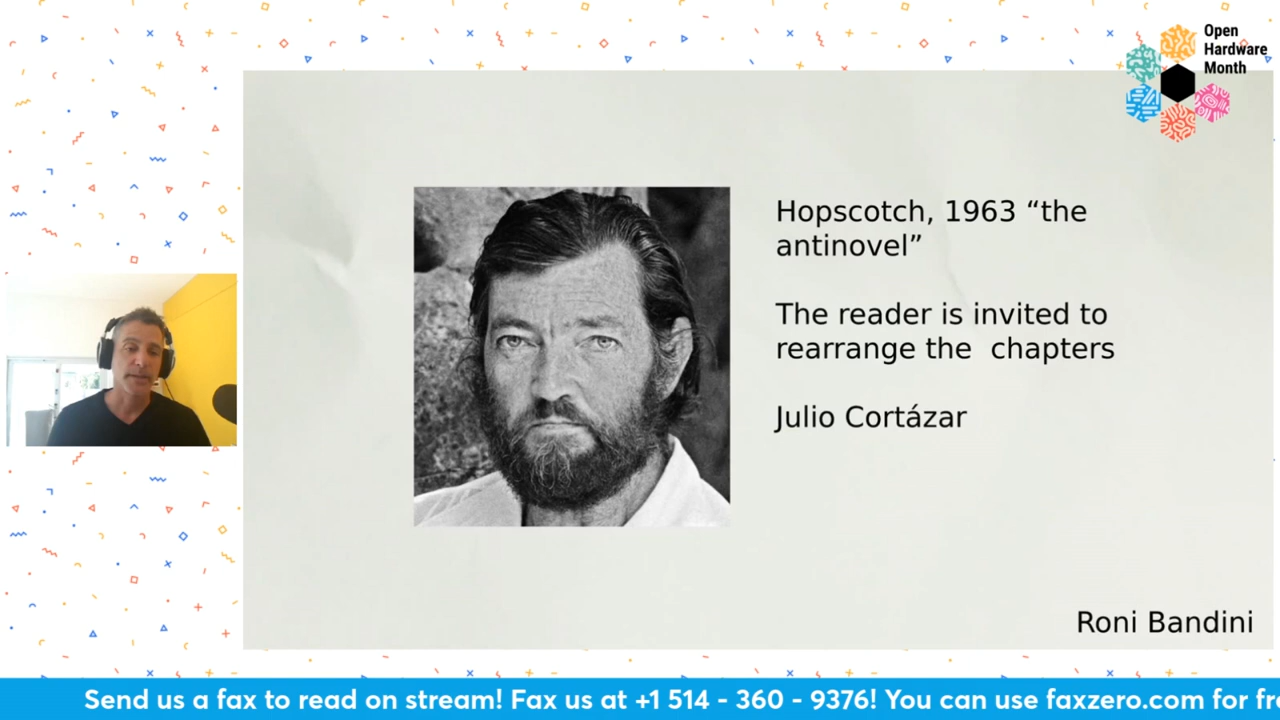 Open
Hardware
Month
Hopscotch, 1963 “the
antinovel”
The reader is invited to
rearrange the  chapters
Julio Cortázar
Roni Bandini
Send us a fax to read on stream! Fax us at +1 514 - 360 - 9376! You can use faxzero.com for fr